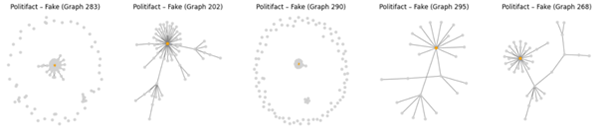 Politifact – Fake (Graph 283)
Politifact – Fake (Graph 202)
Politifact – Fake (Graph 290)
Politifact – Fake (Graph 295)
Politifact – Fake (Graph 268)